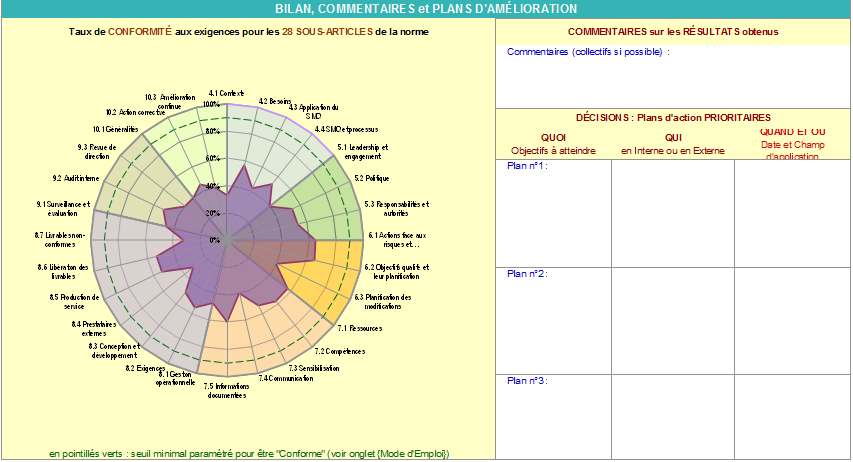 BILAN, COMMENTAIRES et PLANS D'AMÉLIORATION
Taux de CONFORMITÉ aux exigences pour les 28 SOUS-ARTICLES de la norme
4.1 Contexte
4.2 Besoins
4.3 Application du
SMQ
4.4 SMQ et processus
5.1 Leadership et
engagement
5.2 Politique
5.3 Responsabilités et
autorités
6.1 Actions face aux
risques et…
6.2 Objectifs qualité et
leur planification
6.3 Planification des
modifications
7.1 Ressources
7.2 Compétences
7.3 Sensibilisation
7.4 Communication
7.5 Informations
documentées
8.1 Gestion
opérationnelle
8.2 Exigences
8.3 Conception et
développement
8.4 Prestataires
externes
8.5 Production de
service
8.6 Libération des
livrables
8.7 Livrables non-
conformes
9.1 Surveillance et
évaluation
9.2 Audit interne
9.3 Revue de
direction
10.1 Généralités
10.2 Action corrective
10.3 Amélioration
continue
100%
80%
60%
40%
20%
0%
en pointillés verts : seuil minimal paramétré pour être "Conforme" (voir onglet {Mode d'Emploi})
COMMENTAIRES sur les RÉSULTATS obtenus
Commentaires (collectifs si possible) :
DÉCISIONS : Plans d'action PRIORITAIRES
QUOI
Objectifs à atteindre
QUI
en Interne ou en Externe
QUAND ET OÙ
Date et Champ
d'application
Plan n°1 :
Plan n°2 :
Plan n°3 :